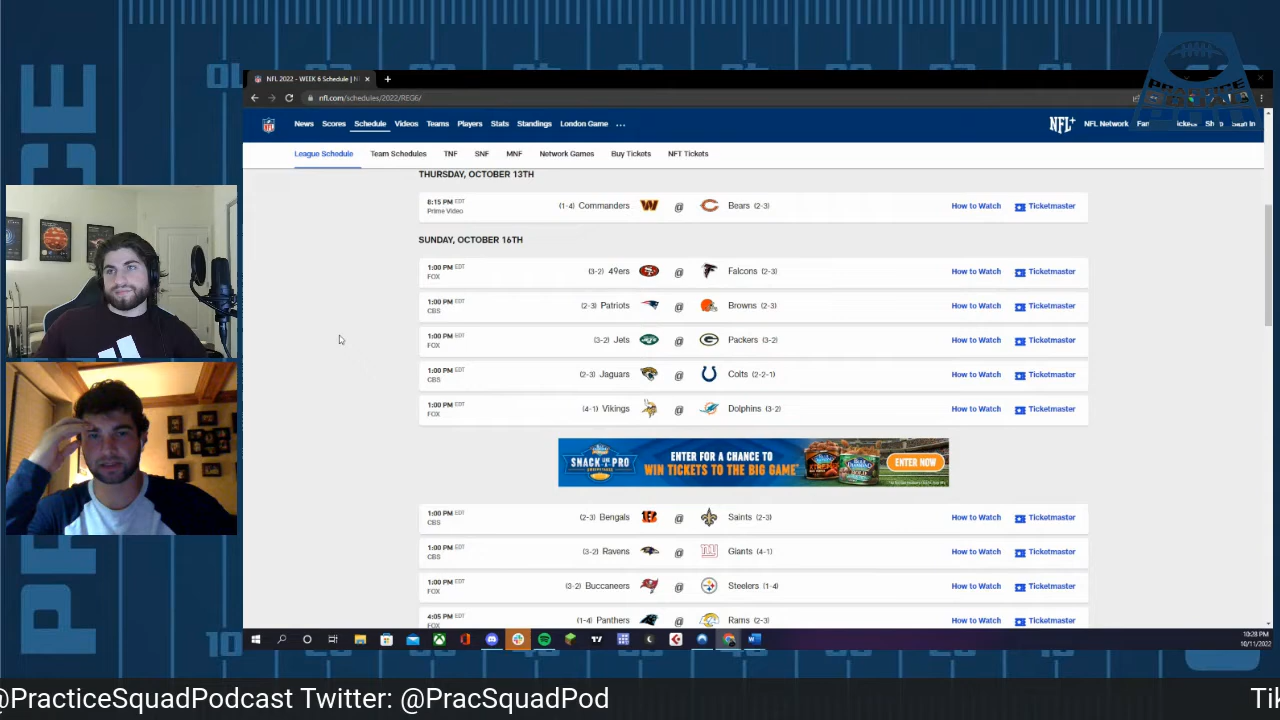 NFL 2022 - WEEK 6 Schedule | N
nfl.com/schedules/2022/REG6/
News Scores Schedule Videos Teams Players Stats Standings London Game ... NFL+ NFL Network
League Schedule Team Schedules TNF SNF MNF Network Games Buy Tickets NFT Tickets
THURSDAY, OCTOBER 13TH
8:15 PM EDT
Prime Video
(1-4) Commanders @ Bears (2-3) How to Watch Ticketmaster
SUNDAY, OCTOBER 16TH
1:00 PM EDT
FOX
(3-2) 49ers @ Falcons (2-3) How to Watch Ticketmaster
1:00 PM EDT
CBS
(2-3) Patriots @ Browns (2-3) How to Watch Ticketmaster
1:00 PM EDT
FOX
(3-2) Jets @ Packers (3-2) How to Watch Ticketmaster
1:00 PM EDT
CBS
(2-3) Jaguars @ Colts (2-2-1) How to Watch Ticketmaster
1:00 PM EDT
FOX
(4-1) Vikings @ Dolphins (3-2) How to Watch Ticketmaster
ENTER FOR A CHANCE TO
WIN TICKETS TO THE BIG GAME*
ENTER NOW
1:00 PM EDT
CBS
(2-3) Bengals @ Saints (2-3) How to Watch Ticketmaster
1:00 PM EDT
CBS
(3-2) Ravens @ Giants (4-1) How to Watch Ticketmaster
1:00 PM EDT
FOX
(3-2) Buccaneers @ Steelers (1-4) How to Watch Ticketmaster
4:05 PM EDT
FOX
(1-4) Panthers @ Rams (2-3) How to Watch Ticketmaster
10:28 PM
10/11/2022
@PracticeSquadPodcast Twitter: @PracSquadPod Tik